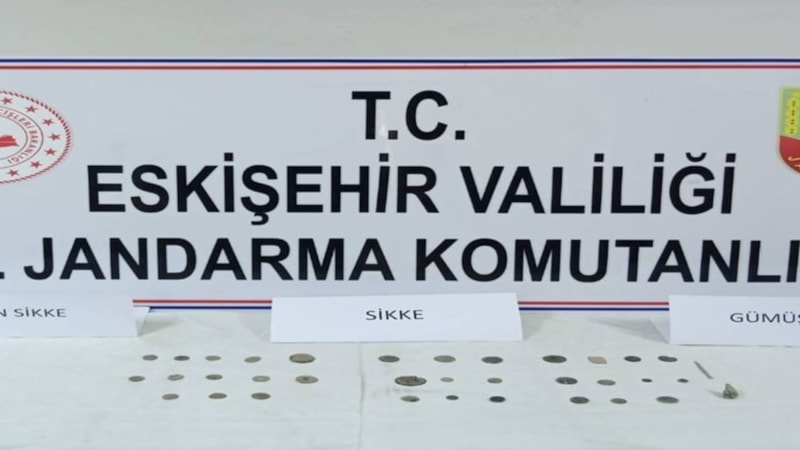 T.C.
ESKİŞEHİR VALİLİĞİ
JANDARMA KOMUTANLI
N SİKKE
SİKKE
GÜMÜŞ